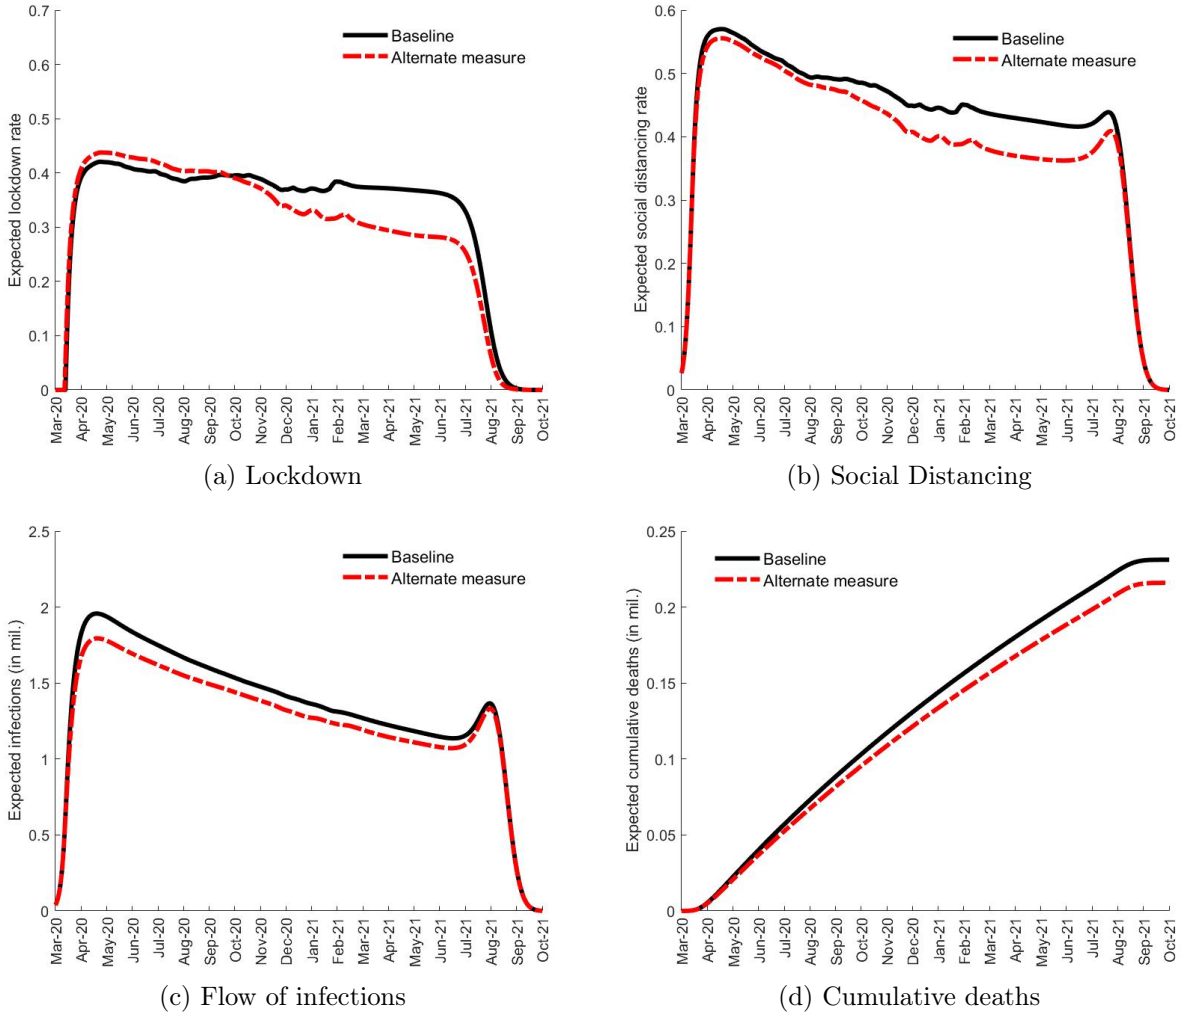 0.7
0.6
0.5
0.4
0.3
0.2
0.1
0
Expected lockdown rate
Baseline
Alternate measure
Mar-20
Apr-20
May-20
Jun-20
Jul-20
Aug-20
Sep-20
Oct-20
Nov-20
Dec-20
Jan-21
Feb-21
Mar-21
Apr-21
May-21
Jun-21
Jul-21
Aug-21
Sep-21
Oct-21
(a) Lockdown
0.6
0.5
0.4
0.3
0.2
0.1
0
Expected social distancing rate
Baseline
Alternate measure
Mar-20
Apr-20
May-20
Jun-20
Jul-20
Aug-20
Sep-20
Oct-20
Nov-20
Dec-20
Jan-21
Feb-21
Mar-21
Apr-21
May-21
Jun-21
Jul-21
Aug-21
Sep-21
Oct-21
(b) Social Distancing
2.5
2
1.5
1
0.5
0
Expected infections (in mil.)
Baseline
Alternate measure
Mar-20
Apr-20
May-20
Jun-20
Jul-20
Aug-20
Sep-20
Oct-20
Nov-20
Dec-20
Jan-21
Feb-21
Mar-21
Apr-21
May-21
Jun-21
Jul-21
Aug-21
Sep-21
Oct-21
(c) Flow of infections
0.25
0.2
0.15
0.1
0.05
0
Expected cumulative deaths (in mil.)
Baseline
Alternate measure
Mar-20
Apr-20
May-20
Jun-20
Jul-20
Aug-20
Sep-20
Oct-20
Nov-20
Dec-20
Jan-21
Feb-21
Mar-21
Apr-21
May-21
Jun-21
Jul-21
Aug-21
Sep-21
Oct-21
(d) Cumulative deaths